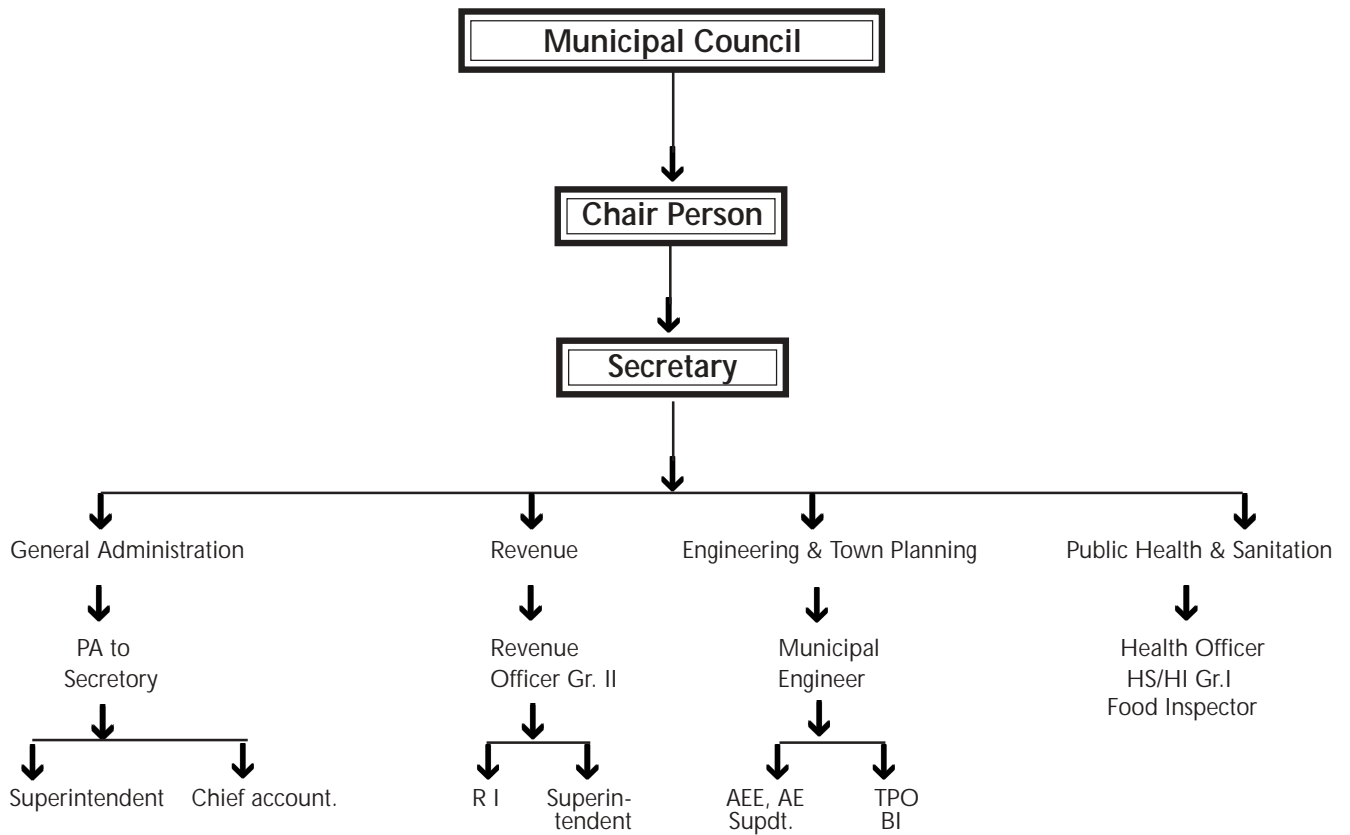 Municipal Council
Chair Person
Secretary
General Administration
Revenue
Engineering & Town Planning
Public Health & Sanitation
PA to
Secretory
Revenue
Officer Gr. II
Municipal
Engineer
Health Officer
HS/HI Gr.I
Food Inspector
Superintendent
Chief account.
R I
Superin-
tendent
AEE, AE
Supdt.
TPO
BI